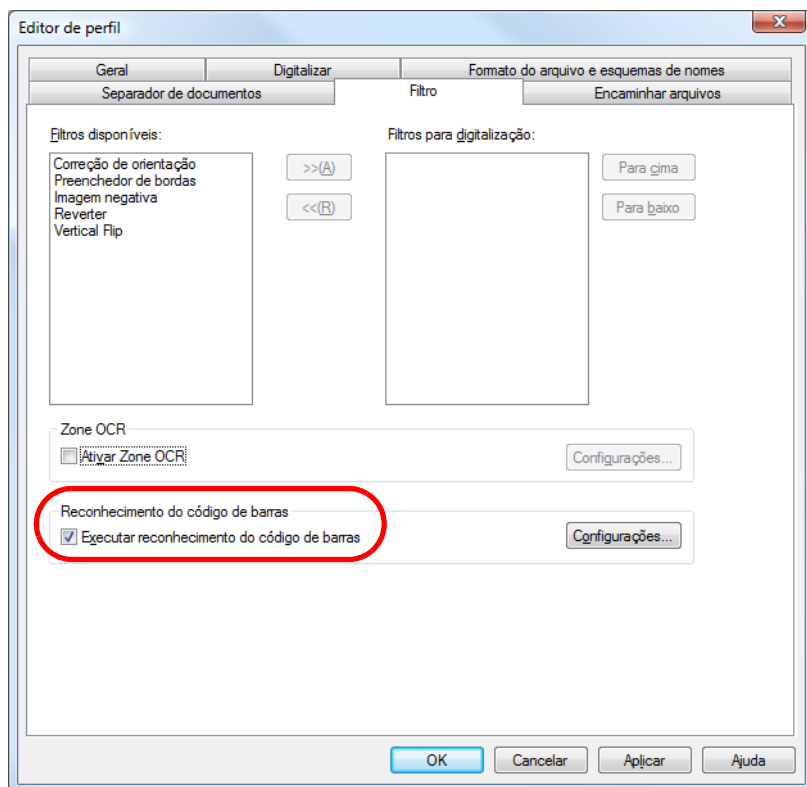 Editor de perfil
Geral
Digitalizar
Formato do arquivo e esquemas de nomes
Separador de documentos
Filtro
Encaminhar arquivos
Filtros disponíveis:
Filtros para digitalização:
Correção de orientação
Preenchedor de bordas
Imagem negativa
Reverter
Vertical Flip
>>(A)
<<(R)
Para cima
Para baixo
Zone OCR
Ativar Zone OCR
Configurações...
Reconhecimento do código de barras
Executar reconhecimento do código de barras
Configurações...
OK
Cancelar
Aplicar
Ajuda